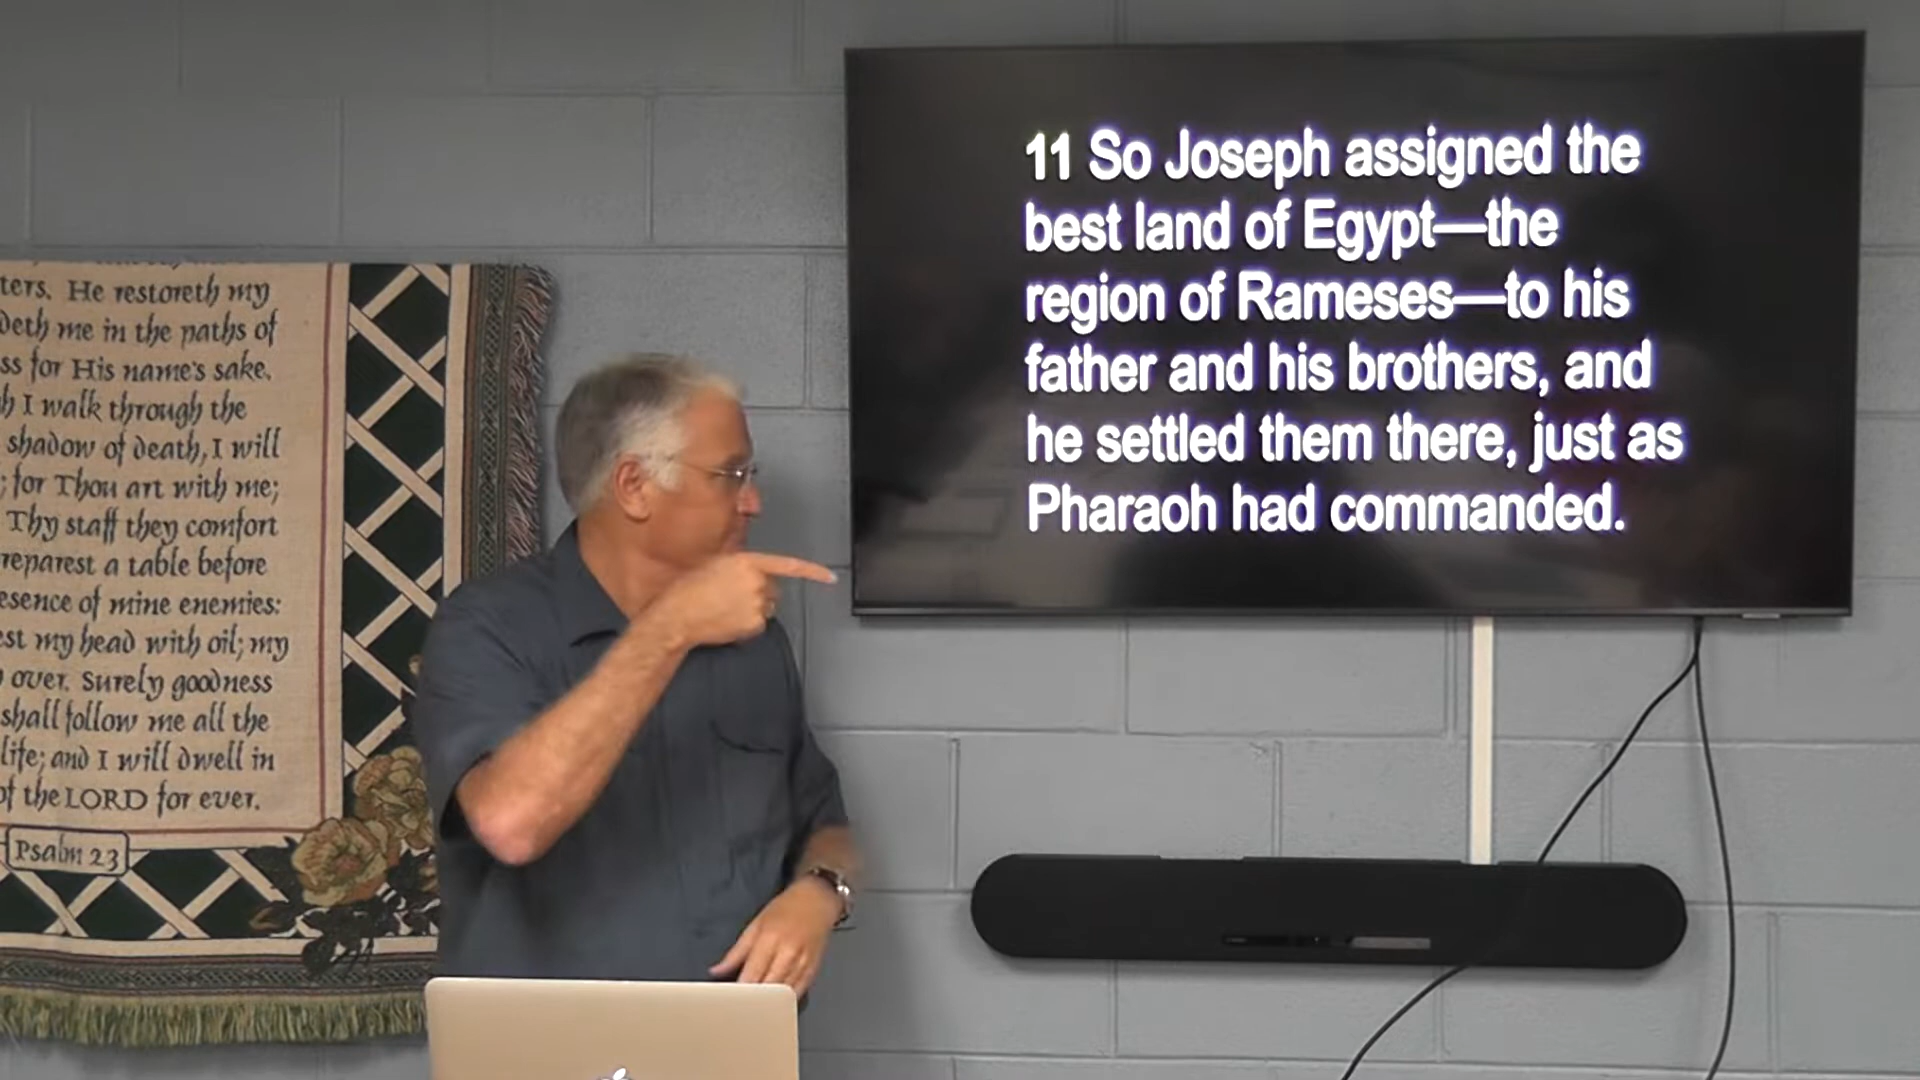 ters. He restoreth my
deth me in the paths of
ss for His name's sake.
h I walk through the
shadow of death, I will
; for Thou art with me;
Thy staff they comfort
reparest a table before
esence of mine enemies:
est my head with oil; my
over. Surely goodness
shall follow me all the
life; and I will dwell in
of the LORD for ever.
Psalm 23
11 So Joseph assigned the
best land of Egypt—the
region of Rameses—to his
father and his brothers, and
he settled them there, just as
Pharaoh had commanded.